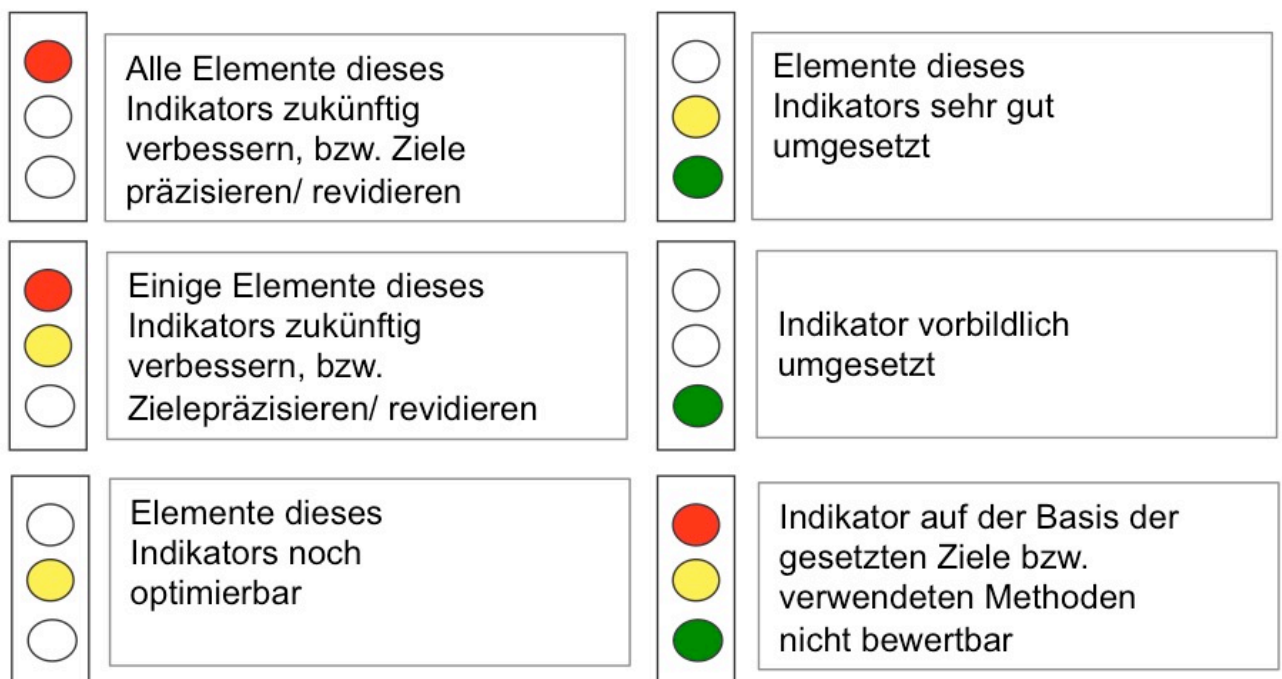 Alle Elemente dieses
Indikators zukünftig
verbessern, bzw. Ziele
präzisieren/ revidieren
Einige Elemente dieses
Indikators zukünftig
verbessern, bzw.
Zielepräzisieren/ revidieren
Elemente dieses
Indikators noch
optimierbar
Elemente dieses
Indikators sehr gut
umgesetzt
Indikator vorbildlich
umgesetzt
Indikator auf der Basis der
gesetzten Ziele bzw.
verwendeten Methoden
nicht bewertbar